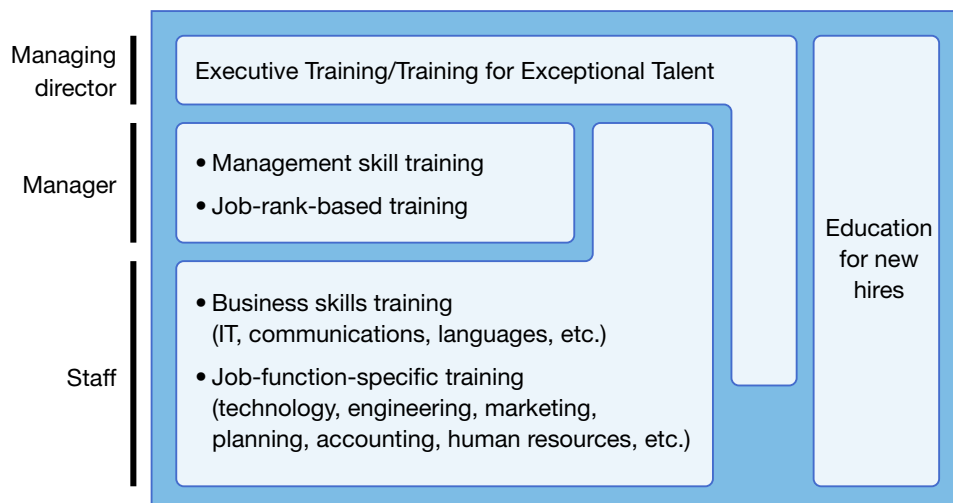 Managing
director
Executive Training/Training for Exceptional Talent
Manager
• Management skill training
• Job-rank-based training
Staff
• Business skills training
(IT, communications, languages, etc.)
• Job-function-specific training
(technology, engineering, marketing,
planning, accounting, human resources, etc.)
Education
for new
hires